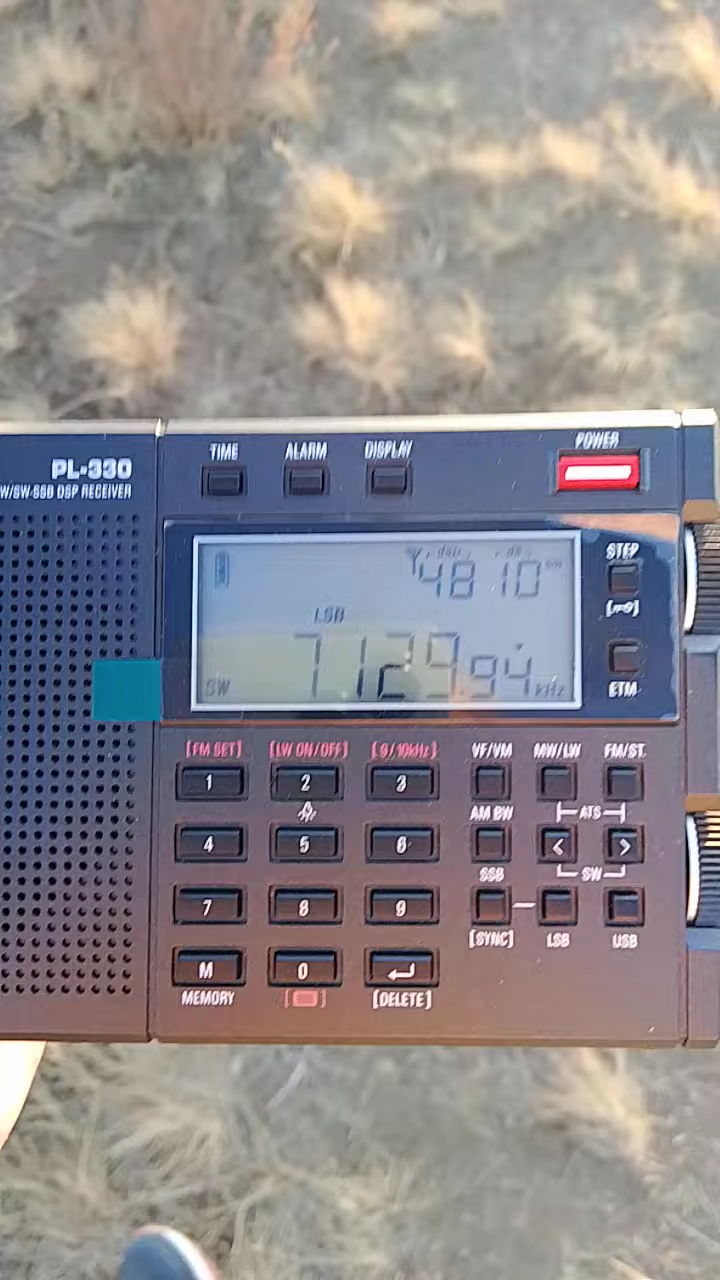 PL-330
W/SW-SSB DSP RECEIVER
TIME ALARM DISPLAY POWER
STEP
ETM
4810
LSB
7129.94 kHz
SW
[FM SET] [LW ON/OFF] [9/10kHz] VF/VM MW/LW FM/ST.
1 2 3
AM BW ATS
4 5 6 < >
SSB SW
7 8 9
[SYNC] LSB USB
M 0
MEMORY [DELETE]